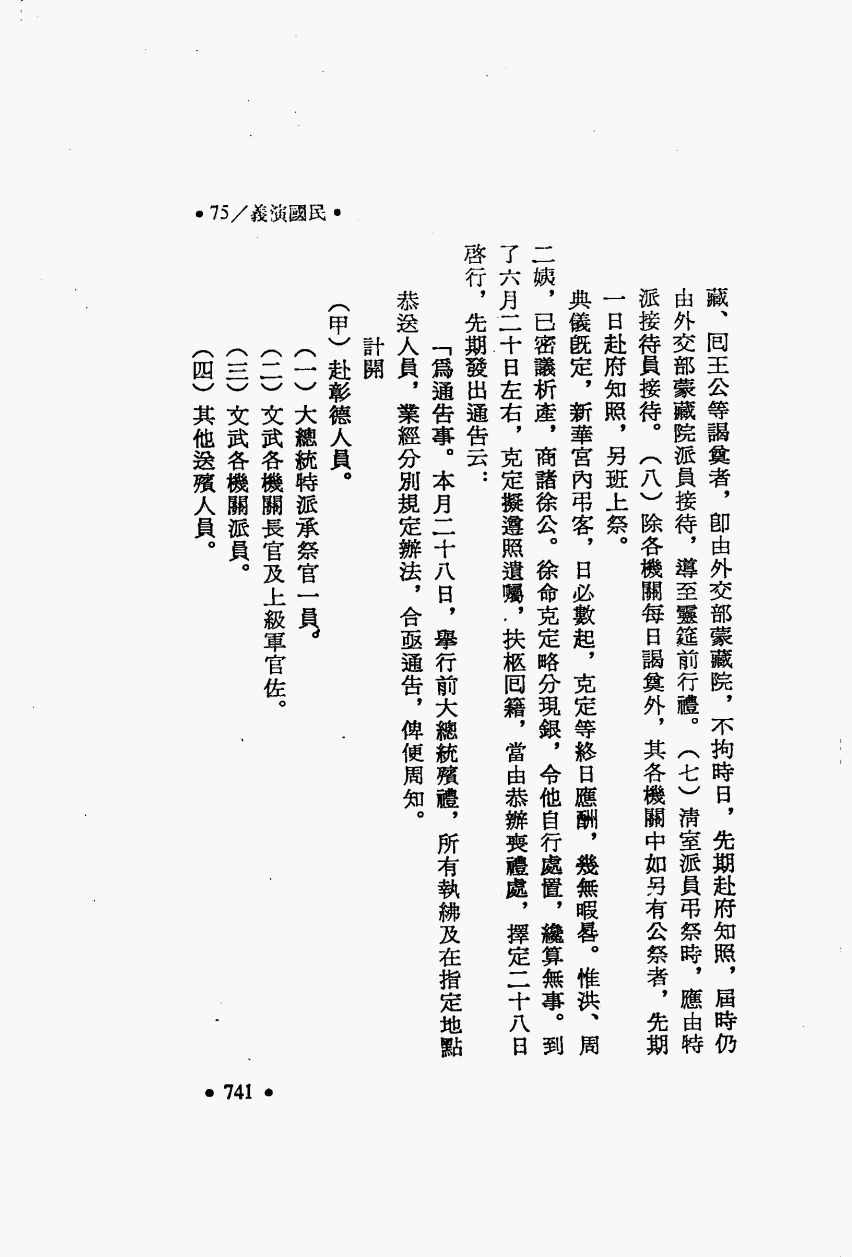 •75／義演國民•
藏、囘王公等謁奠者，卽由外交部蒙藏院，不拘時日，先期赴府知照，屆時仍
由外交部蒙藏院派員接待，導至靈筵前行禮。（七）淸室派員弔祭時，應由特
派接待員接待。（八）除各機關每日謁奠外，其各機關中如另有公祭者，先期
一日赴府知照，另班上祭。
典儀旣定，新華宮內弔客，日必數起，克定等終日應酬，幾無暇晷。惟洪、周
二姨，已密議析產，商諸徐公。徐命克定略分現銀，令他自行處置，纔算無事。到
了六月二十日左右，克定擬遵照遺囑，扶柩囘籍，當由恭辦喪禮處，擇定二十八日
啓行，先期發出通告云：
「爲通告事。本月二十八日，舉行前大總統殯禮，所有執紼及在指定地點
恭送人員，業經分別規定辦法，合亟通告，俾便周知。
計開
（甲）赴彰德人員。
（一）大總統特派承祭官一員。
（二）文武各機關長官及上級軍官佐。
（三）文武各機關派員。
（四）其他送殯人員。
•741•